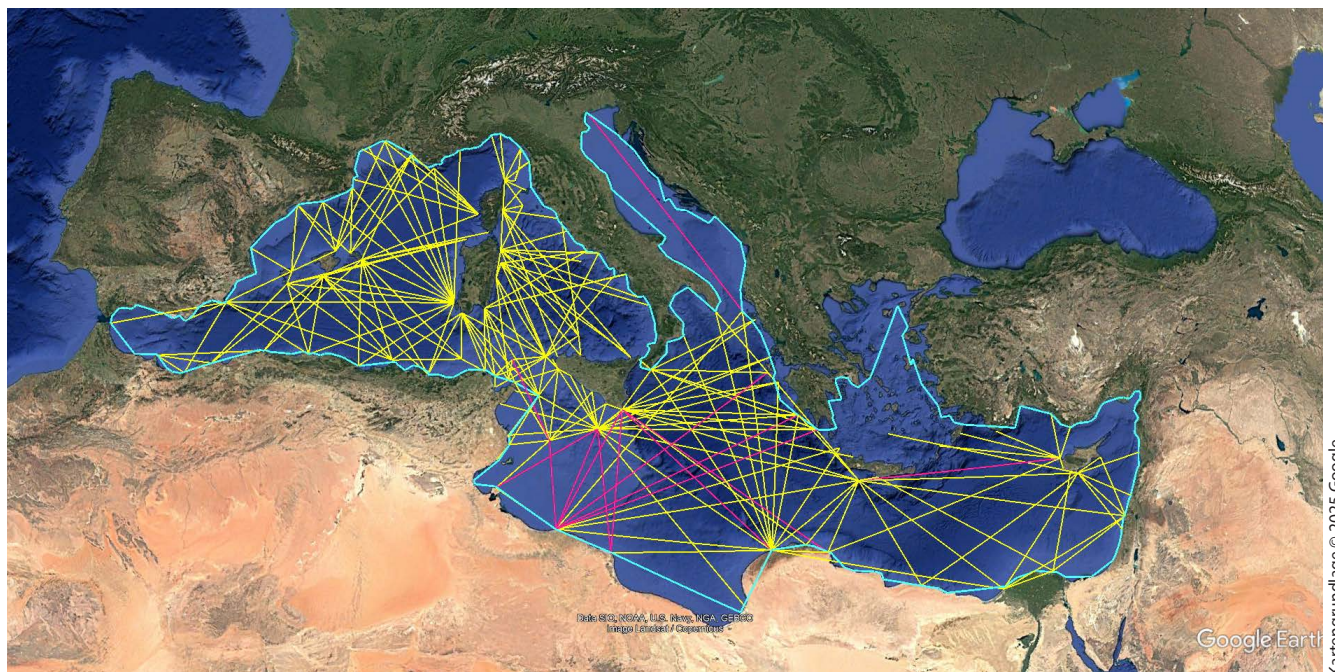 Data SIO, NOAA, U.S. Navy, NGA, GEBCO
Image Landsat / Copernicus
Google Earth
Kartengrundlage © 2025 Google